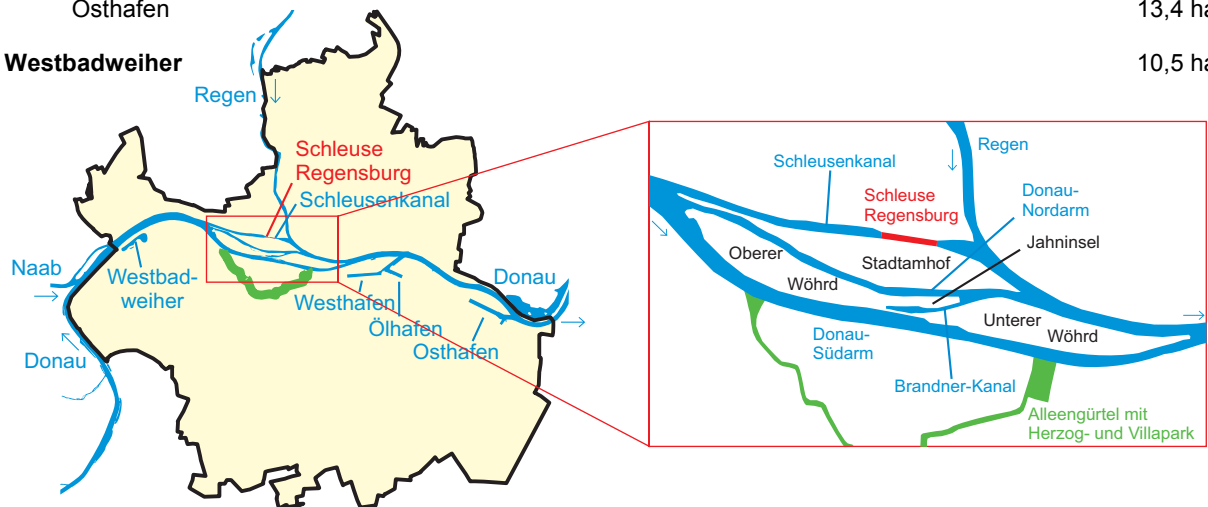 Osthafen
13,4 ha
Westbadweiher
10,5 ha
Regen
Schleuse
Regensburg
Schleusenkanal
Naab
Westbad-
weiher
Donau
Westhafen
Ölhafen
Osthafen
Donau
Schleusenkanal
Regen
Schleuse
Regensburg
Donau-
Nordarm
Jahninsel
Oberer
Wöhrd
Stadtamhof
Unterer
Wöhrd
Donau-
Südarm
Brandner-Kanal
Alleengürtel mit
Herzog- und Villapark